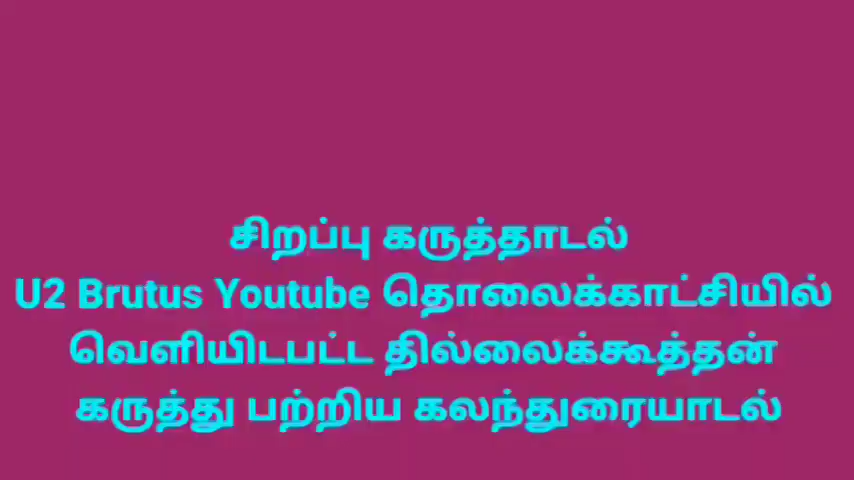 சிறப்பு கருத்தாடல்
U2 Brutus Youtube தொலைக்காட்சியில்
வெளியிடபட்ட தில்லைக்கூத்தன்
கருத்து பற்றிய கலந்துரையாடல்